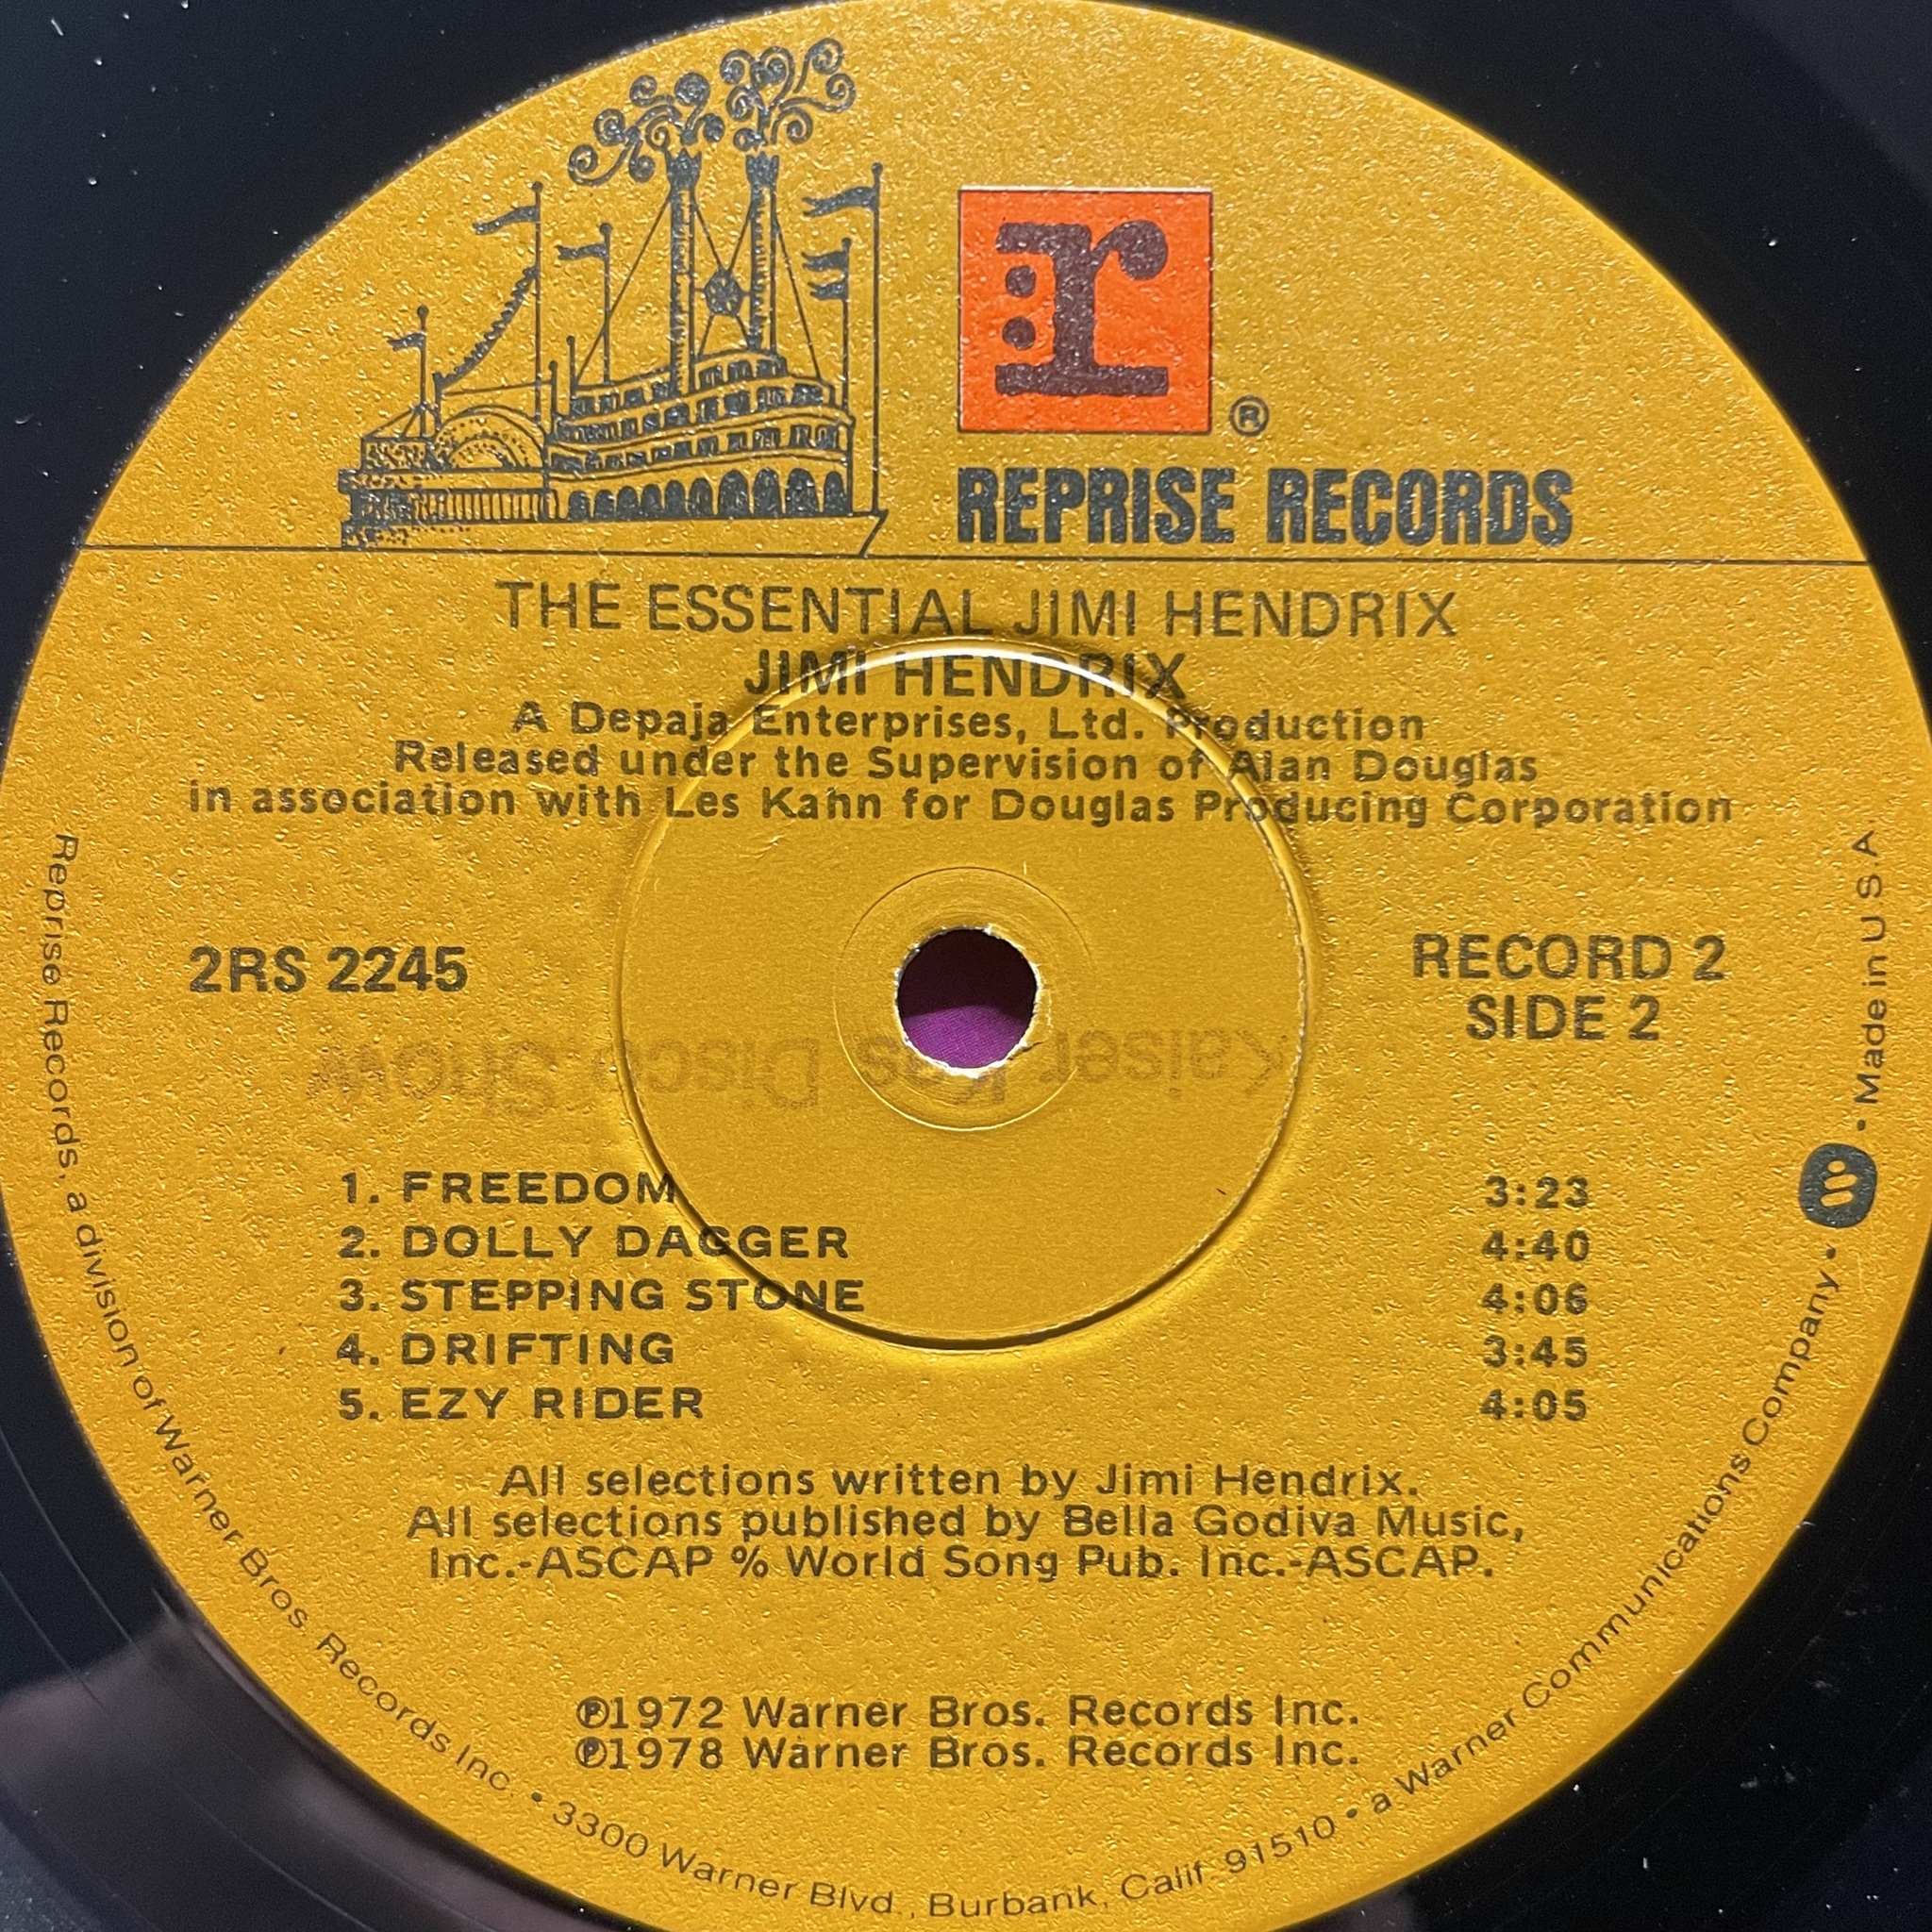 r
®
REPRISE RECORDS
THE ESSENTIAL JIMI HENDRIX
JIMI HENDRIX
A Depaja Enterprises, Ltd. Production
Released under the Supervision of Alan Douglas
in association with Les Kahn for Douglas Producing Corporation
2RS 2245
RECORD 2
SIDE 2
Kaiser Kas Disco Show
1. FREEDOM 3:23
2. DOLLY DAGGER 4:40
3. STEPPING STONE 4:06
4. DRIFTING 3:45
5. EZY RIDER 4:05
All selections written by Jimi Hendrix.
All selections published by Bella Godiva Music,
Inc.-ASCAP % World Song Pub. Inc.-ASCAP.
℗1972 Warner Bros. Records Inc.
℗1978 Warner Bros. Records Inc.
Reprise Records, a division of Warner Bros. Records Inc. • 3300 Warner Blvd., Burbank, Calif. 91510 • a Warner Communications Company • W • Made in U.S.A.